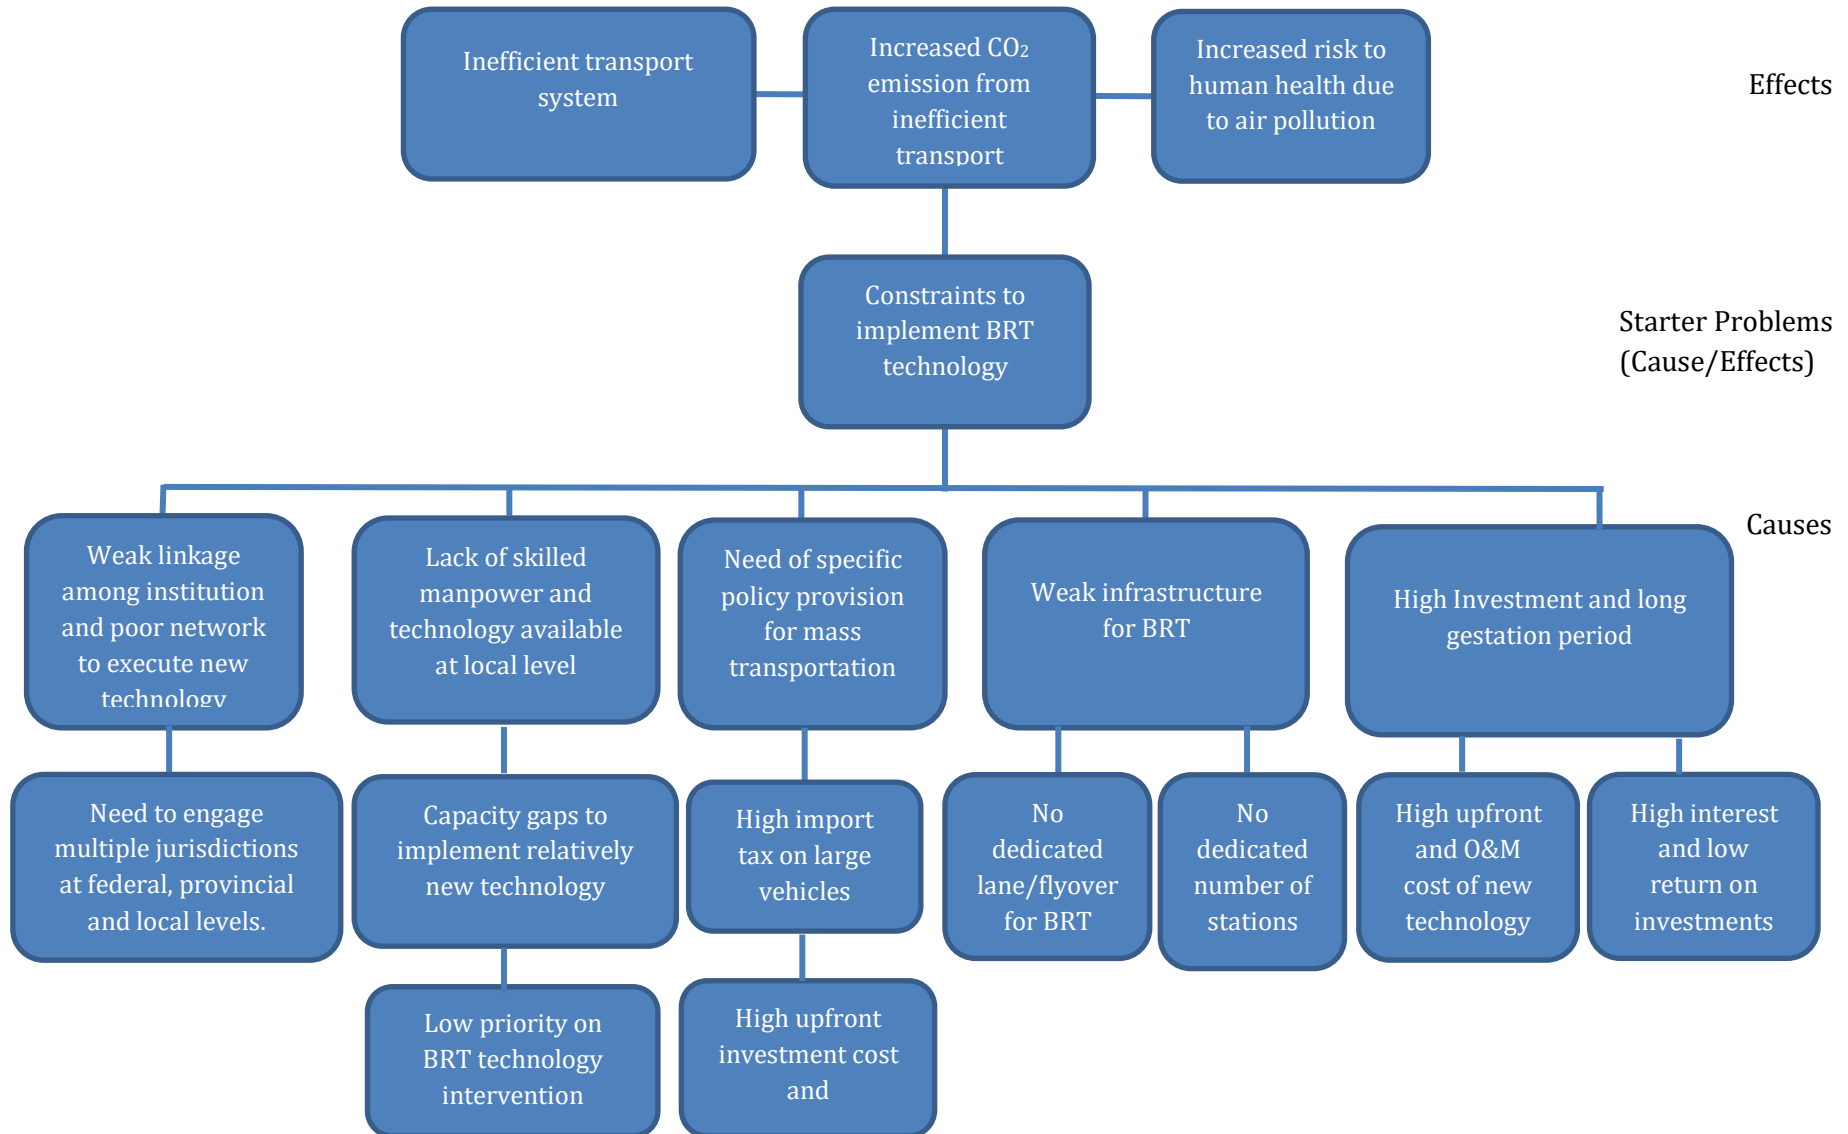 Inefficient transport
system
Increased CO₂
emission from
inefficient
transport
Increased risk to
human health due
to air pollution
Effects
Constraints to
implement BRT
technology
Starter Problems
(Cause/Effects)
Causes
Weak linkage
among institution
and poor network
to execute new
technology
Lack of skilled
manpower and
technology available
at local level
Need of specific
policy provision
for mass
transportation
Weak infrastructure
for BRT
High Investment and long
gestation period
Need to engage
multiple jurisdictions
at federal, provincial
and local levels.
Capacity gaps to
implement relatively
new technology
High import
tax on large
vehicles
No
dedicated
lane/flyover
for BRT
No
dedicated
number of
stations
High upfront
and O&M
cost of new
technology
High interest
and low
return on
investments
Low priority on
BRT technology
intervention
High upfront
investment cost
and